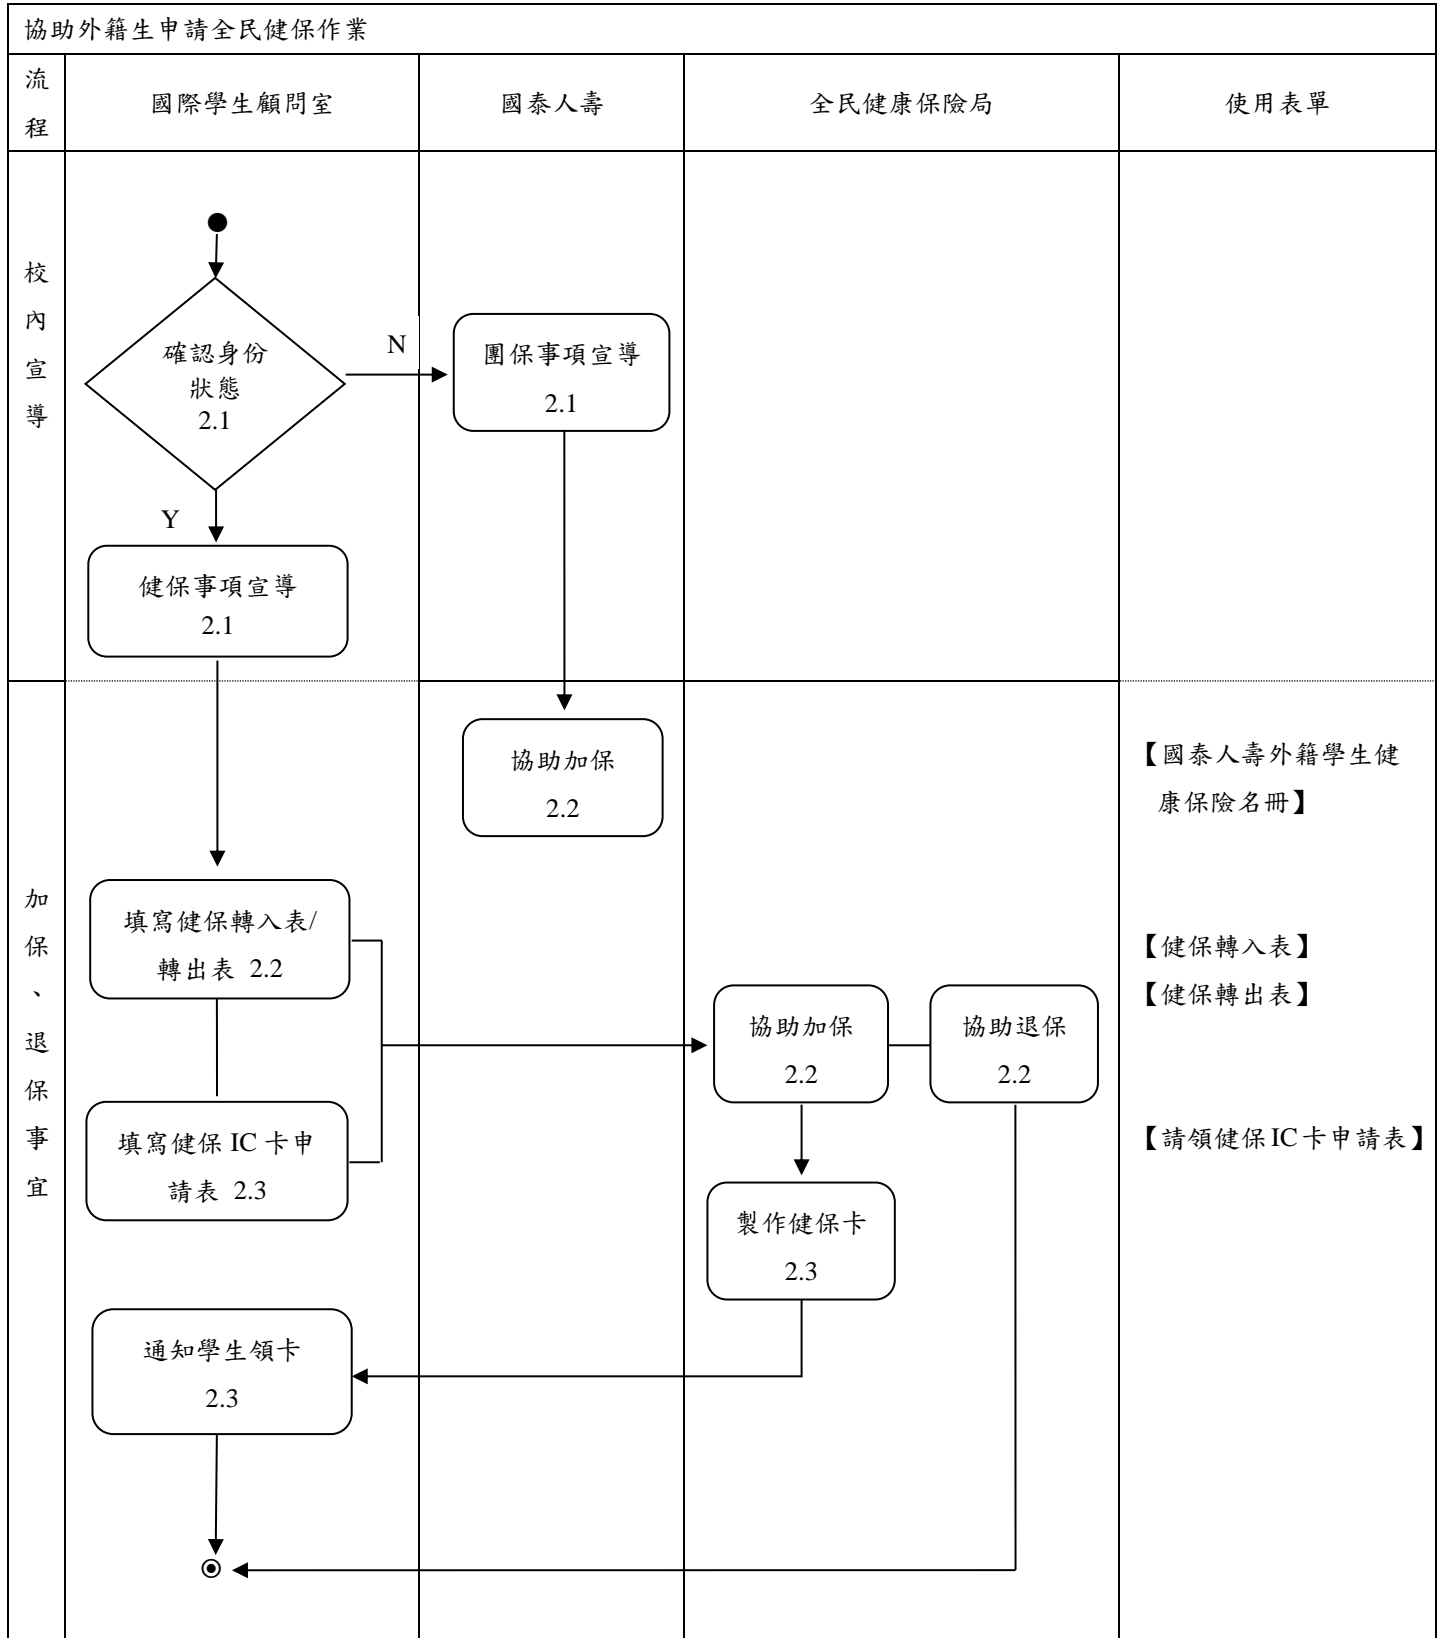 協助外籍生申請全民健保作業
流
程
國際學生顧問室
國泰人壽
全民健康保險局
使用表單
校
內
宣
導
確認身份
狀態
2.1
N
團保事項宣導
2.1
Y
健保事項宣導
2.1
加
保
、
退
保
事
宜
協助加保
2.2
【國泰人壽外籍學生健
康保險名冊】
填寫健保轉入表/
轉出表 2.2
【健保轉入表】
【健保轉出表】
協助加保
2.2
協助退保
2.2
填寫健保 IC 卡申
請表 2.3
【請領健保 IC 卡申請表】
製作健保卡
2.3
通知學生領卡
2.3